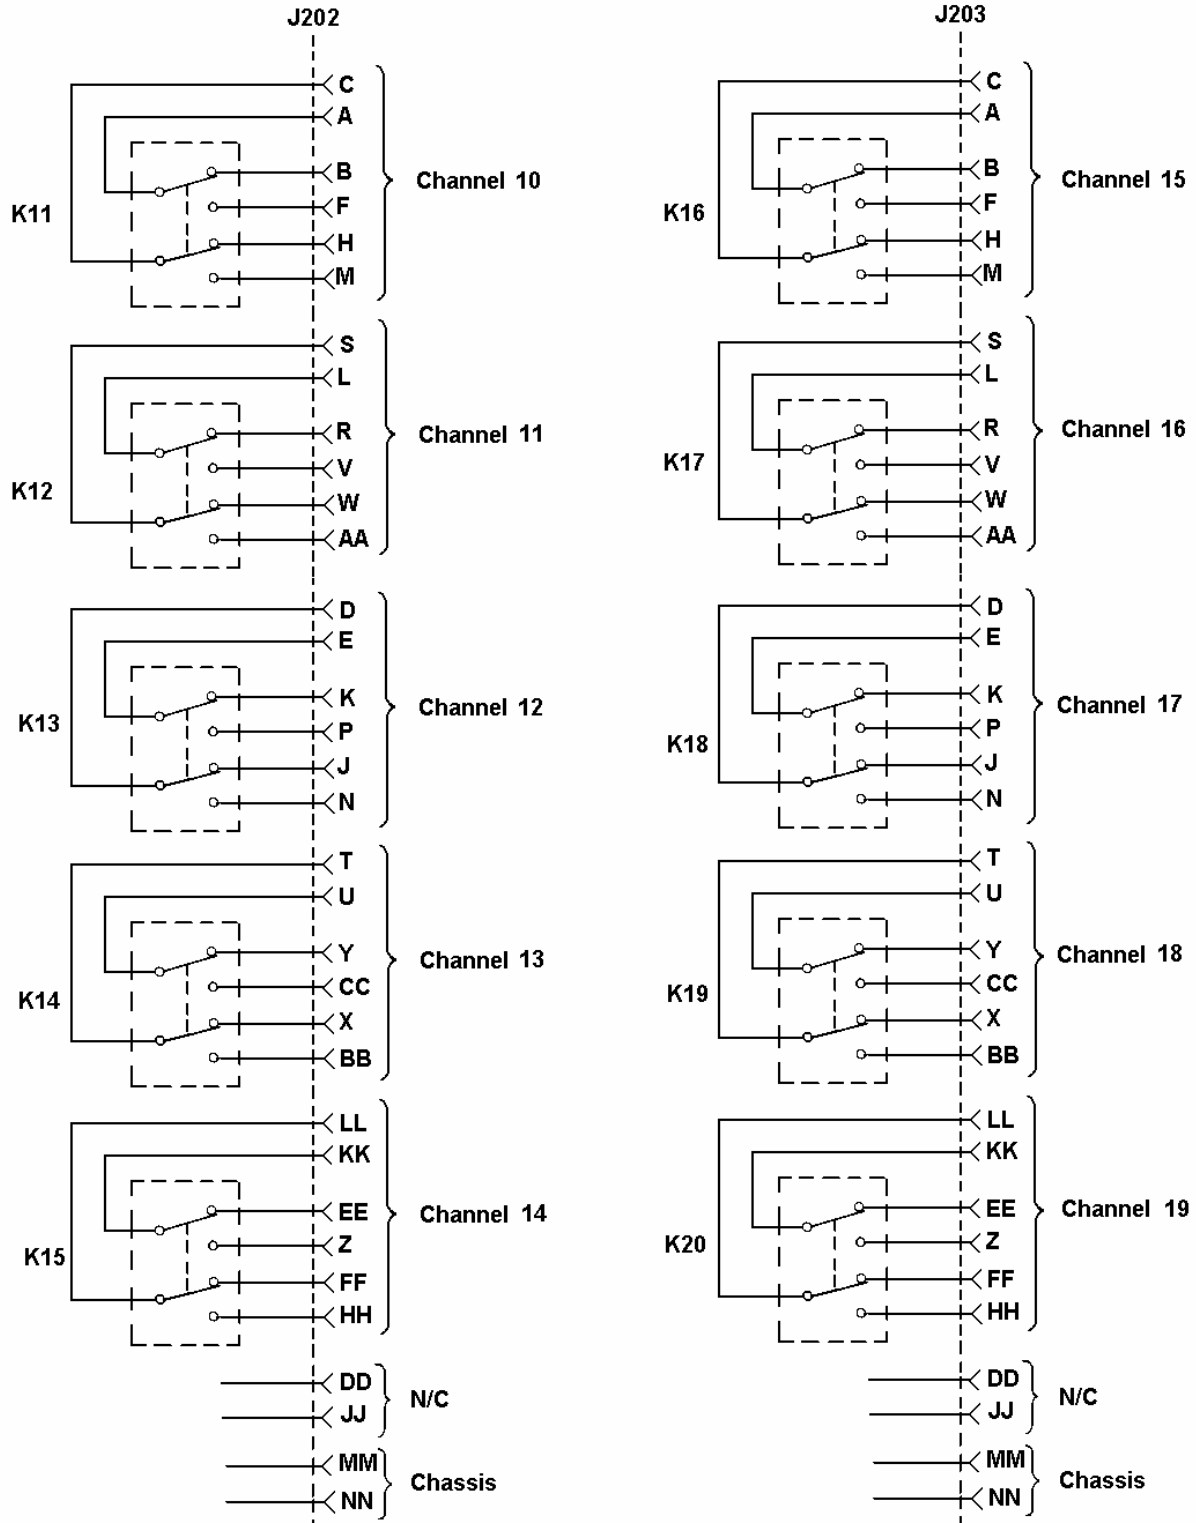 J202
C
A
B
F
H
M
K11
Channel 10
S
L
R
V
W
AA
K12
Channel 11
D
E
K
P
J
N
K13
Channel 12
T
U
Y
CC
X
BB
K14
Channel 13
LL
KK
EE
Z
FF
HH
K15
Channel 14
DD
JJ
N/C
MM
NN
Chassis
J203
C
A
B
F
H
M
K16
Channel 15
S
L
R
V
W
AA
K17
Channel 16
D
E
K
P
J
N
K18
Channel 17
T
U
Y
CC
X
BB
K19
Channel 18
LL
KK
EE
Z
FF
HH
K20
Channel 19
DD
JJ
N/C
MM
NN
Chassis